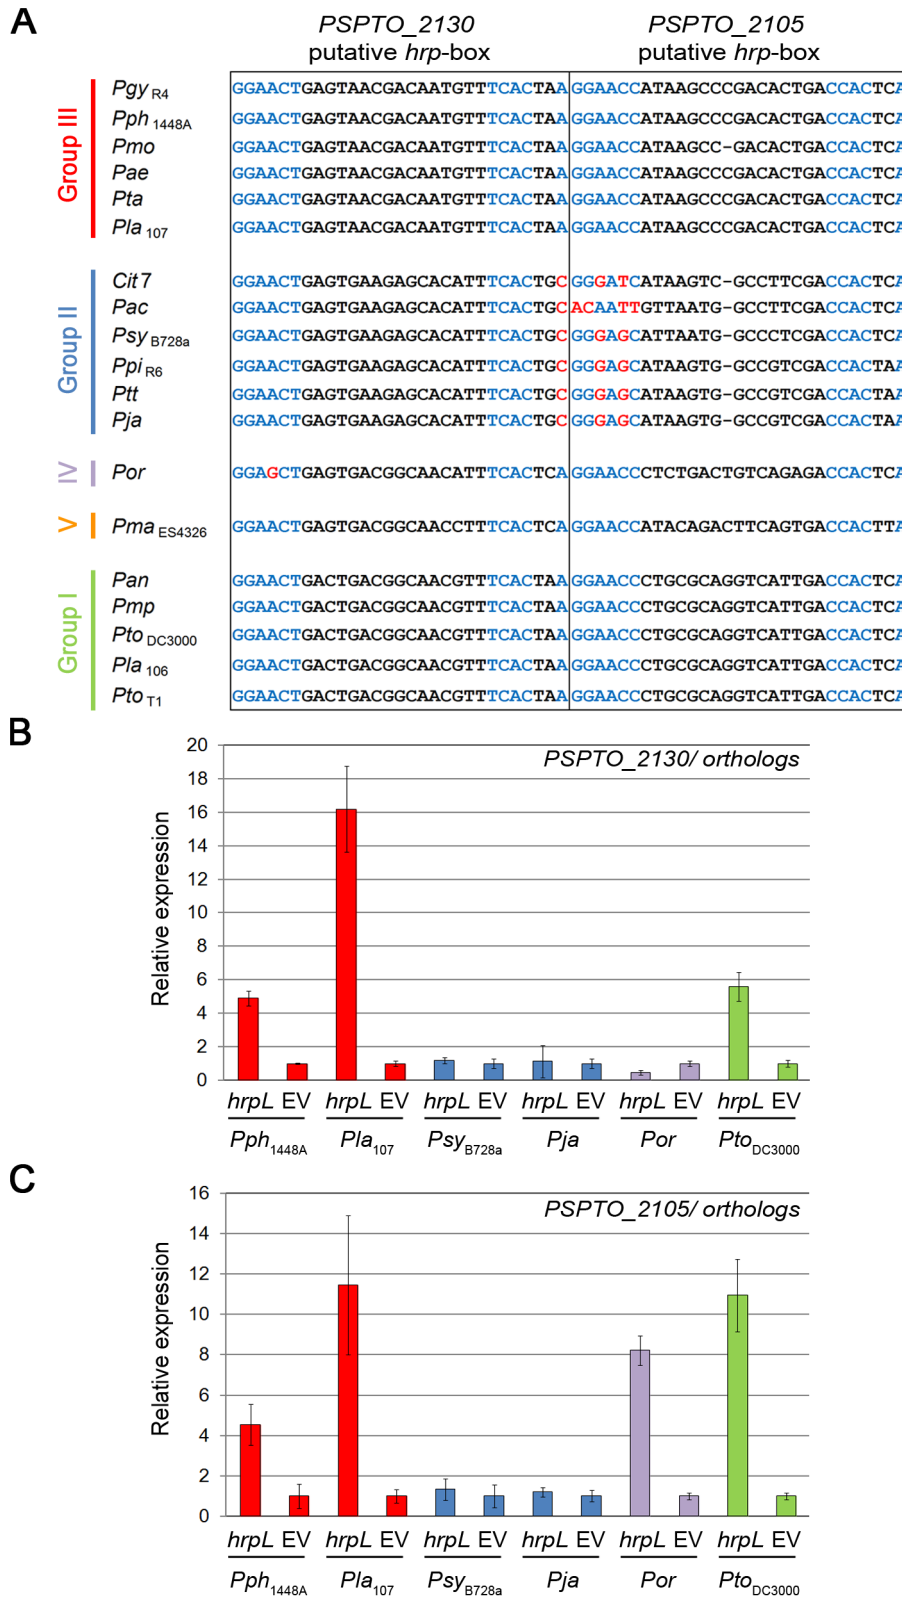 A
PSPTO_2130
putative hrp-box
PSPTO_2105
putative hrp-box
Group III
Pgy R4 GGAACTGAGTAACGACAATGTTTCACTAA GGAACCATAAGCCCGACACTGACCACTCA
Pph 1448A GGAACTGAGTAACGACAATGTTTCACTAA GGAACCATAAGCCCGACACTGACCACTCA
Pmo GGAACTGAGTAACGACAATGTTTCACTAA GGAACCATAAGCC-GACACTGACCACTCA
Pae GGAACTGAGTAACGACAATGTTTCACTAA GGAACCATAAGCCCGACACTGACCACTCA
Pta GGAACTGAGTAACGACAATGTTTCACTAA GGAACCATAAGCCCGACACTGACCACTCA
Pla 107 GGAACTGAGTAACGACAATGTTTCACTAA GGAACCATAAGCCCGACACTGACCACTCA
Group II
Cit7 GGAACTGAGTGAAGAGCACATTTCACTGC GGGATCATAAGTC-GCCTTCGACCACTCA
Pac GGAACTGAGTGAAGAGCACATTTCACTGC ACAATTGTTAATG-GCCTTCGACCACTCA
Psy B728a GGAACTGAGTGAAGAGCACATTTCACTGC GGGAGCATTAATG-GCCCTCGACCACTCA
Ppi R6 GGAACTGAGTGAAGAGCACATTTCACTGC GGGAGCATAAGTG-GCCGTCGACCACTAA
Ptt GGAACTGAGTGAAGAGCACATTTCACTGC GGGAGCATAAGTG-GCCGTCGACCACTAA
Pja GGAACTGAGTGAAGAGCACATTTCACTGC GGGAGCATAAGTG-GCCGTCGACCACTAA
IV
Por GGAGCTGAGTGACGGCAACATTTCACTCA GGAACCCTCTGACTGTCAGAGACCACTCA
V
Pma ES4326 GGAACTGAGTGACGGCAACCTTTCACTCA GGAACCATACAGACTTCAGTGACCACTTA
Group I
Pan GGAACTGACTGACGGCAACGTTTCACTAA GGAACCCTGCGCAGGTCATTGACCACTCA
Pmp GGAACTGACTGACGGCAACGTTTCACTAA GGAACCCTGCGCAGGTCATTGACCACTCA
Pto DC3000 GGAACTGACTGACGGCAACGTTTCACTAA GGAACCCTGCGCAGGTCATTGACCACTCA
Pla 106 GGAACTGACTGACGGCAACGTTTCACTAA GGAACCCTGCGCAGGTCATTGACCACTCA
Pto T1 GGAACTGACTGACGGCAACGTTTCACTAA GGAACCCTGCGCAGGTCATTGACCACTCA
B
PSPTO_2130/ orthologs
Relative expression
20
18
16
14
12
10
8
6
4
2
0
hrpL EV hrpL EV hrpL EV hrpL EV hrpL EV hrpL EV
Pph1448A Pla107 PsyB728a Pja Por PtoDC3000
C
PSPTO_2105/ orthologs
Relative expression
16
14
12
10
8
6
4
2
0
hrpL EV hrpL EV hrpL EV hrpL EV hrpL EV hrpL EV
Pph1448A Pla107 PsyB728a Pja Por PtoDC3000